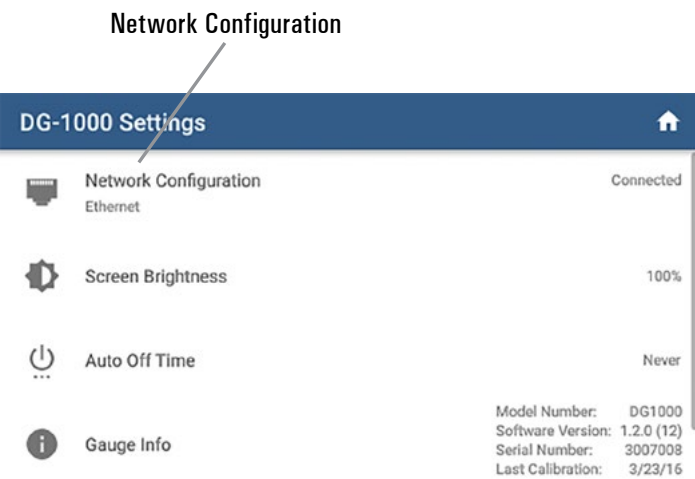 Network Configuration
DG-1000 Settings
Network Configuration
Connected
Ethernet
Screen Brightness
100%
Auto Off Time
Never
Gauge Info
Model Number: DG1000
Software Version: 1.2.0 (12)
Serial Number: 3007008
Last Calibration: 3/23/16